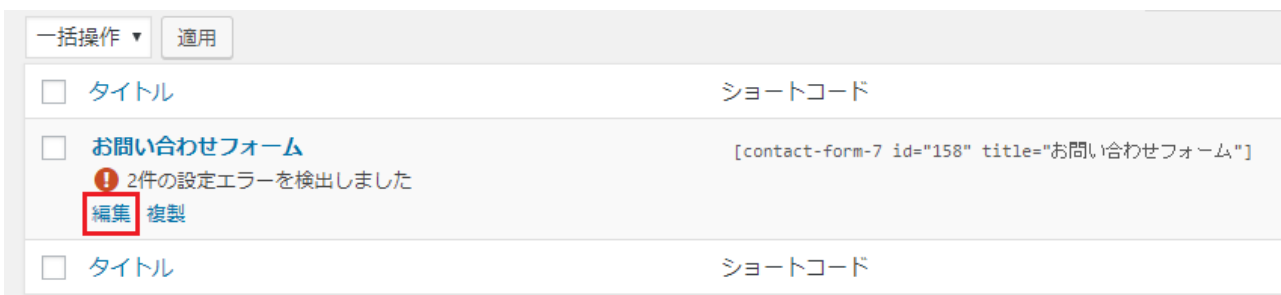 一括操作 ▼ 適用
タイトル ショートコード
お問い合わせフォーム [contact-form-7 id="158" title="お問い合わせフォーム"]
! 2件の設定エラーを検出しました
編集 複製
タイトル ショートコード